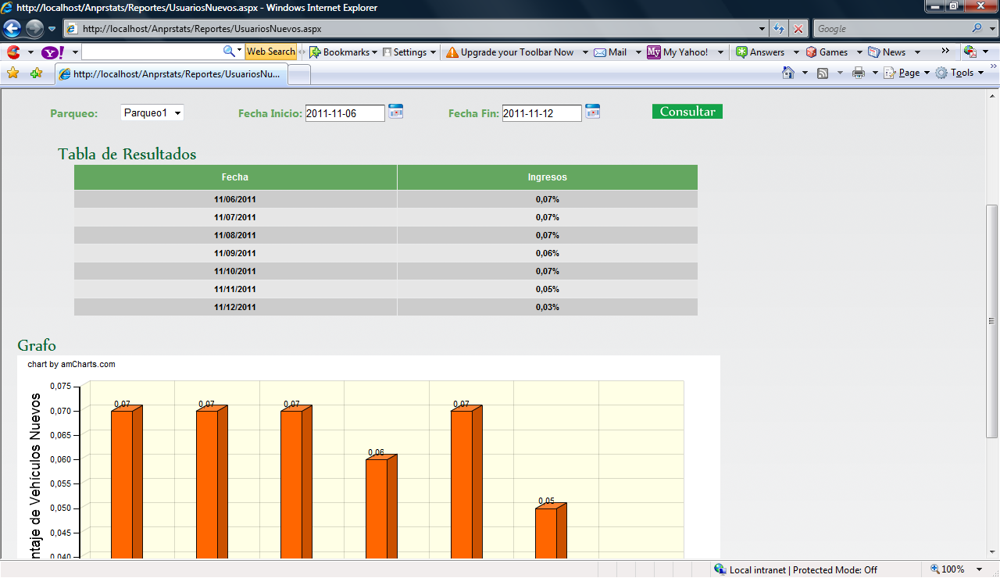 http://localhost/Anprstats/Reportes/UsuariosNuevos.aspx - Windows Internet Explorer
http://localhost/Anprstats/Reportes/UsuariosNuevos.aspx
Google
Web Search
Bookmarks
Settings
Upgrade your Toolbar Now
Mail
My Yahoo!
Answers
Games
News
http://localhost/Anprstats/Reportes/UsuariosNu...
Page
Tools
Parqueo:
Parqueo1
Fecha Inicio:
2011-11-06
Fecha Fin:
2011-11-12
Consultar
Tabla de Resultados
Fecha Ingresos
11/06/2011 0,07%
11/07/2011 0,07%
11/08/2011 0,07%
11/09/2011 0,06%
11/10/2011 0,07%
11/11/2011 0,05%
11/12/2011 0,03%
Grafo
chart by amCharts.com
ntaje de Vehículos Nuevos
0,075
0,070
0,065
0,060
0,055
0,050
0,045
0,040
0,07
0,07
0,07
0,06
0,07
0,05
Local intranet | Protected Mode: Off
100%